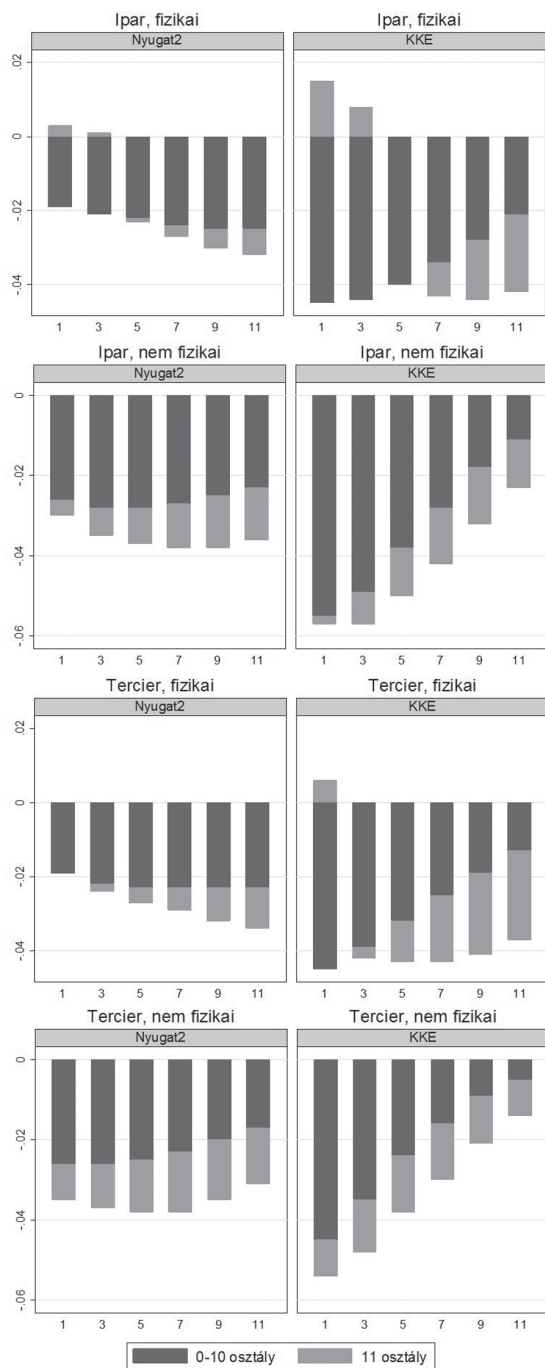 Ipar, fizikai Ipar, fizikai
Nyugat2 KKE
.02
0
-.02
-.04
1 3 5 7 9 11 1 3 5 7 9 11
Ipar, nem fizikai Ipar, nem fizikai
Nyugat2 KKE
0
-.02
-.04
-.06
1 3 5 7 9 11 1 3 5 7 9 11
Tercier, fizikai Tercier, fizikai
Nyugat2 KKE
.02
0
-.02
-.04
1 3 5 7 9 11 1 3 5 7 9 11
Tercier, nem fizikai Tercier, nem fizikai
Nyugat2 KKE
0
-.02
-.04
-.06
1 3 5 7 9 11 1 3 5 7 9 11
0-10 osztály 11 osztály